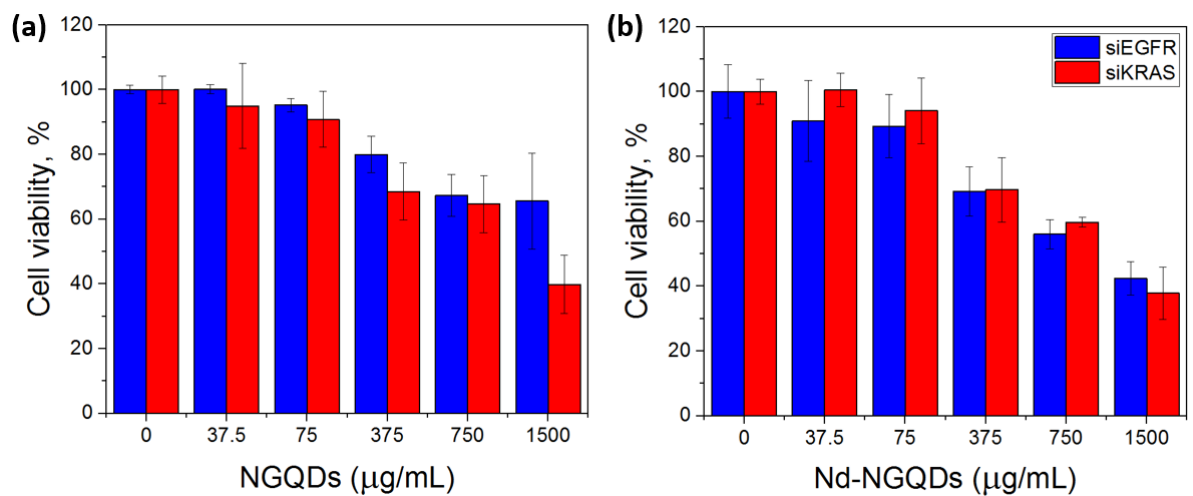 (a)
120
100
80
60
40
20
0
Cell viability, %
0 37.5 75 375 750 1500
NGQDs (μg/mL)
(b)
siEGFR
siKRAS
120
100
80
60
40
20
0
Cell viability, %
0 37.5 75 375 750 1500
Nd-NGQDs (μg/mL)